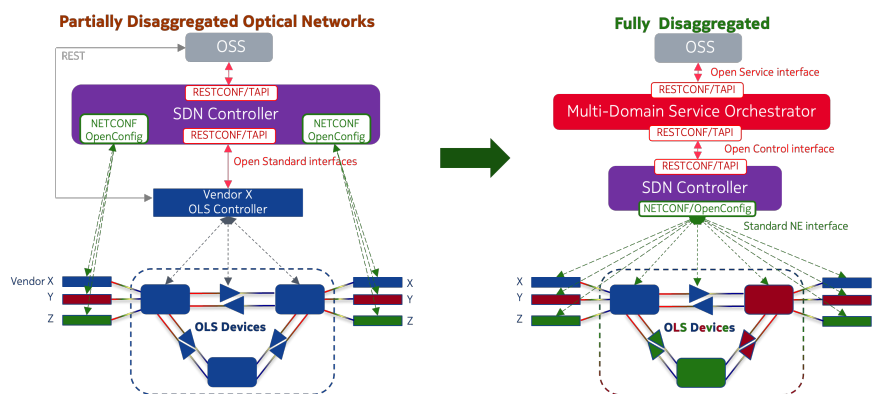 Partially Disaggregated Optical Networks
OSS
REST
RESTCONF/TAPI
SDN Controller
NETCONF
OpenConfig
RESTCONF/TAPI
NETCONF
OpenConfig
Open Standard interfaces
Vendor X
OLS Controller
Vendor X
Y
Z
X
Y
Z
OLS Devices
Fully Disaggregated
OSS
Open Service interface
RESTCONF/TAPI
Multi-Domain Service Orchestrator
RESTCONF/TAPI
Open Control interface
RESTCONF/TAPI
SDN Controller
NETCONF/OpenConfig
Standard NE interface
X
Y
Z
X
Y
Z
OLS Devices